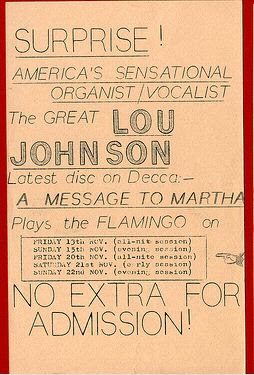 SURPRISE!
AMERICA'S SENSATIONAL
ORGANIST/VOCALIST
The GREAT LOU
JOHNSON
Latest disc on Decca:-
A MESSAGE TO MARTHA
Plays the FLAMINGO on
FRIDAY 13th NOV. (all-nite session)
SUNDAY 15th NOV. (evening session)
FRIDAY 20th NOV. (all-nite session)
SATURDAY 21st NOV. (early session)
SUNDAY 22nd NOV. (evening session)
NO EXTRA FOR
ADMISSION!